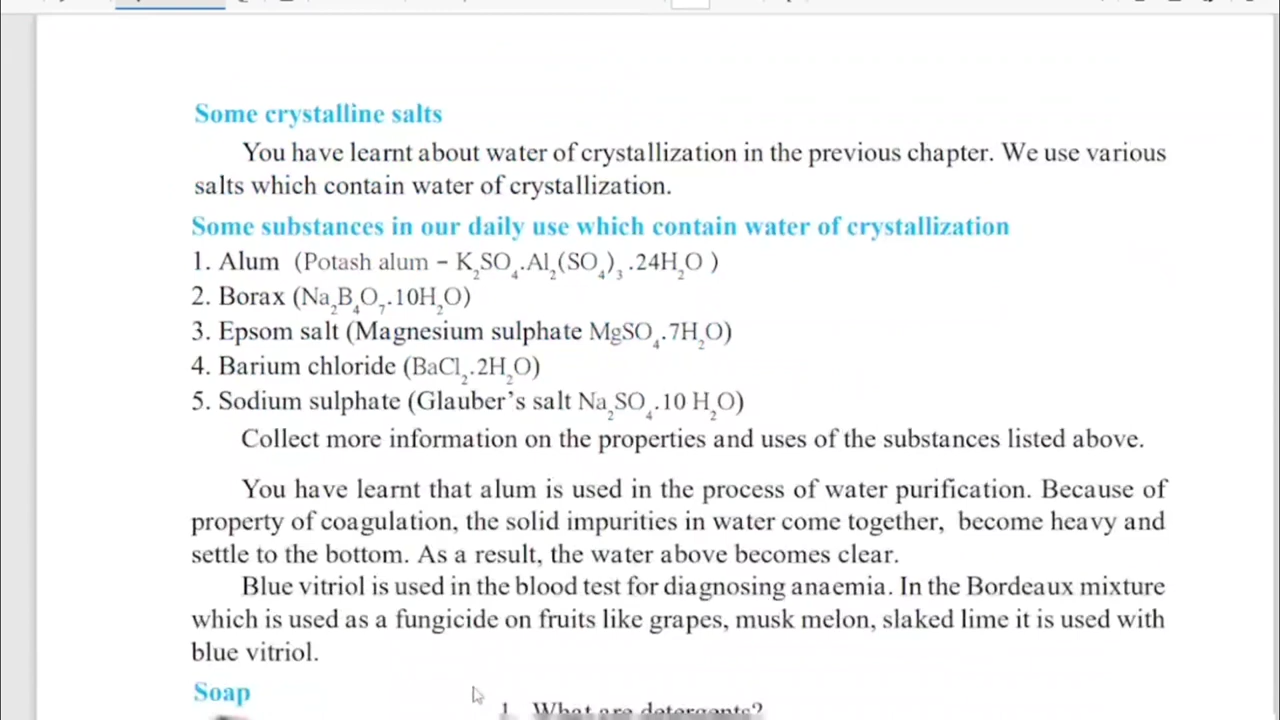 Some crystalline salts
You have learnt about water of crystallization in the previous chapter. We use various
salts which contain water of crystallization.
Some substances in our daily use which contain water of crystallization
1. Alum (Potash alum – K₂SO₄.Al₂(SO₄)₃ .24H₂O )
2. Borax (Na₂B₄O₇.10H₂O)
3. Epsom salt (Magnesium sulphate MgSO₄.7H₂O)
4. Barium chloride (BaCl₂.2H₂O)
5. Sodium sulphate (Glauber’s salt Na₂SO₄.10 H₂O)
Collect more information on the properties and uses of the substances listed above.
You have learnt that alum is used in the process of water purification. Because of
property of coagulation, the solid impurities in water come together, become heavy and
settle to the bottom. As a result, the water above becomes clear.
Blue vitriol is used in the blood test for diagnosing anaemia. In the Bordeaux mixture
which is used as a fungicide on fruits like grapes, musk melon, slaked lime it is used with
blue vitriol.
Soap
1. What are detergents?